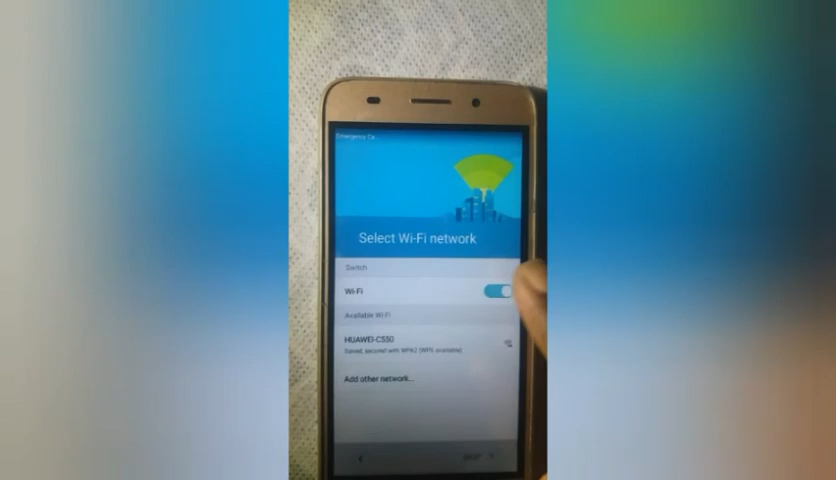 Emergency Ca...
Select Wi-Fi network
Switch
Wi-Fi
Available Wi-Fi
HUAWEI-C550
Saved, secured with WPA2 (WPS available)
Add other network...
SKIP